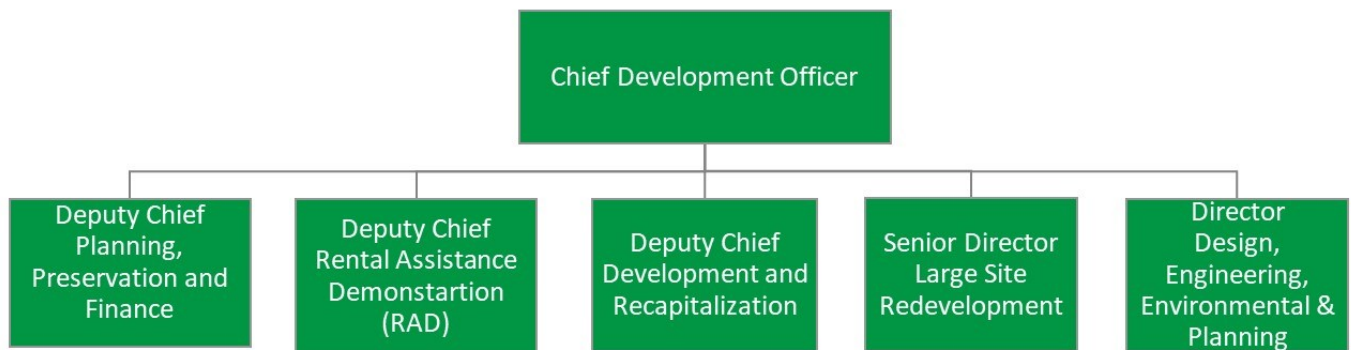 Chief Development Officer
Deputy Chief
Planning,
Preservation and
Finance
Deputy Chief
Rental Assistance
Demonstartion
(RAD)
Deputy Chief
Development and
Recapitalization
Senior Director
Large Site
Redevelopment
Director
Design,
Engineering,
Environmental &
Planning